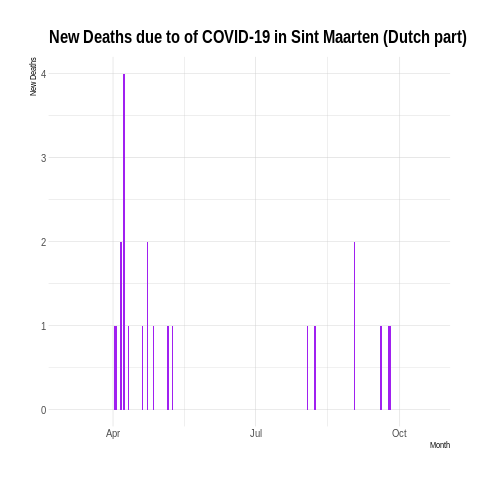 New Deaths due to of COVID-19 in Sint Maarten (Dutch part)
New Deaths
4
3
2
1
0
Apr
Jul
Oct
Month